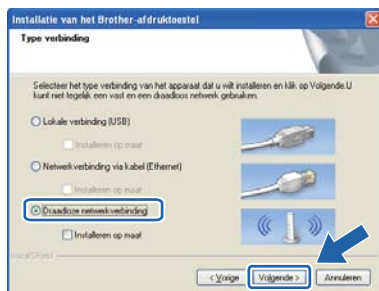 Installatie van het Brother-afdruktoestel
Type verbinding
Selecteer het type verbinding van het apparaat dat u wilt installeren en klik op Volgende.U
kunt niet tegelijk een vast en een draadloos netwerk gebruiken.
Lokale verbinding (USB)
Installeren op maat
Netwerkverbinding via kabel (Ethernet)
Installeren op maat
Draadloze netwerkverbinding
Installeren op maat
InstallShield
< Vorige
Volgende >
Annuleren